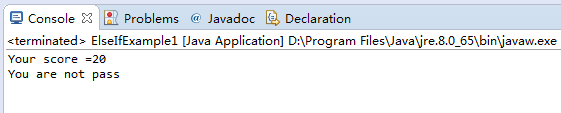 Console Problems @ Javadoc Declaration
<terminated> ElseIfExample1 [Java Application] D:\Program Files\Java\jre.8.0_65\bin\javaw.exe
Your score =20
You are not pass